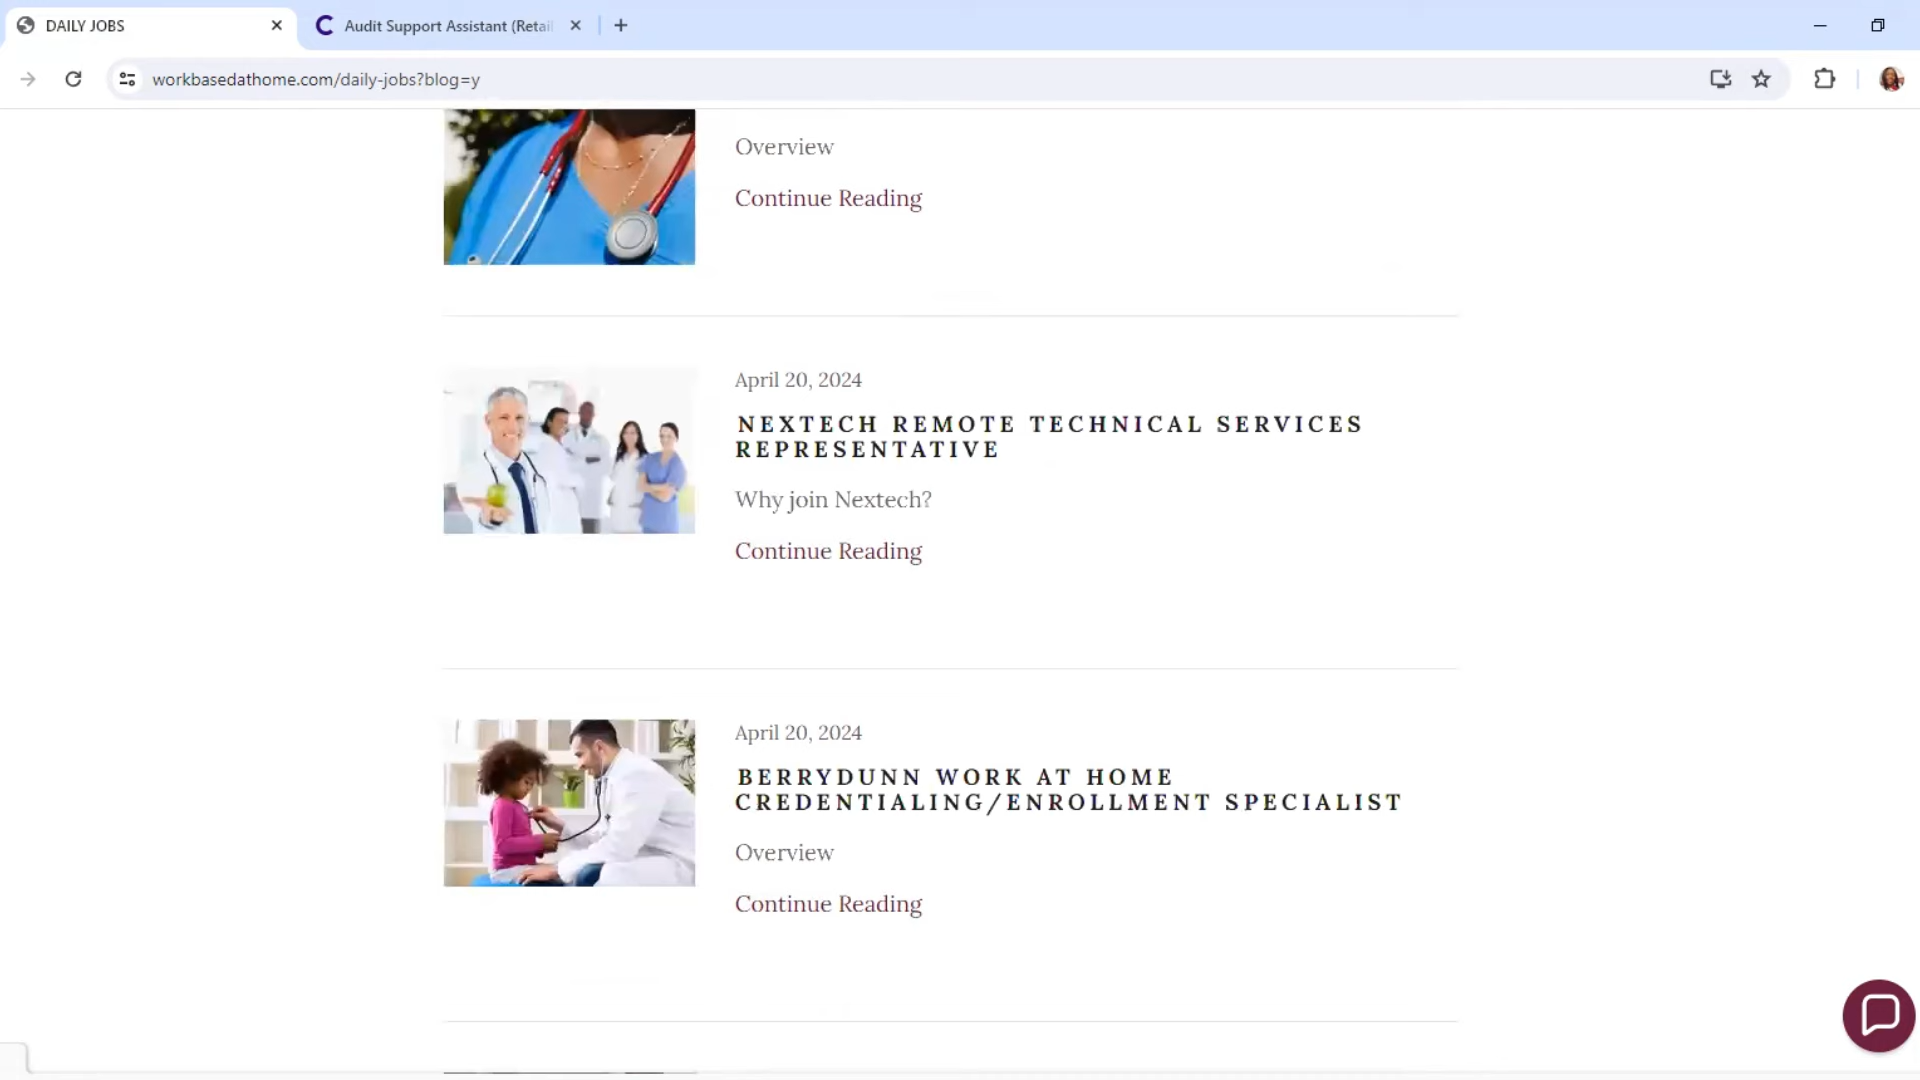 DAILY JOBS
Audit Support Assistant (Retail
workbasedathome.com/daily-jobs?blog=y
Overview
Continue Reading
April 20, 2024
NEXTECH REMOTE TECHNICAL SERVICES
REPRESENTATIVE
Why join Nextech?
Continue Reading
April 20, 2024
BERRYDUNN WORK AT HOME
CREDENTIALING/ENROLLMENT SPECIALIST
Overview
Continue Reading